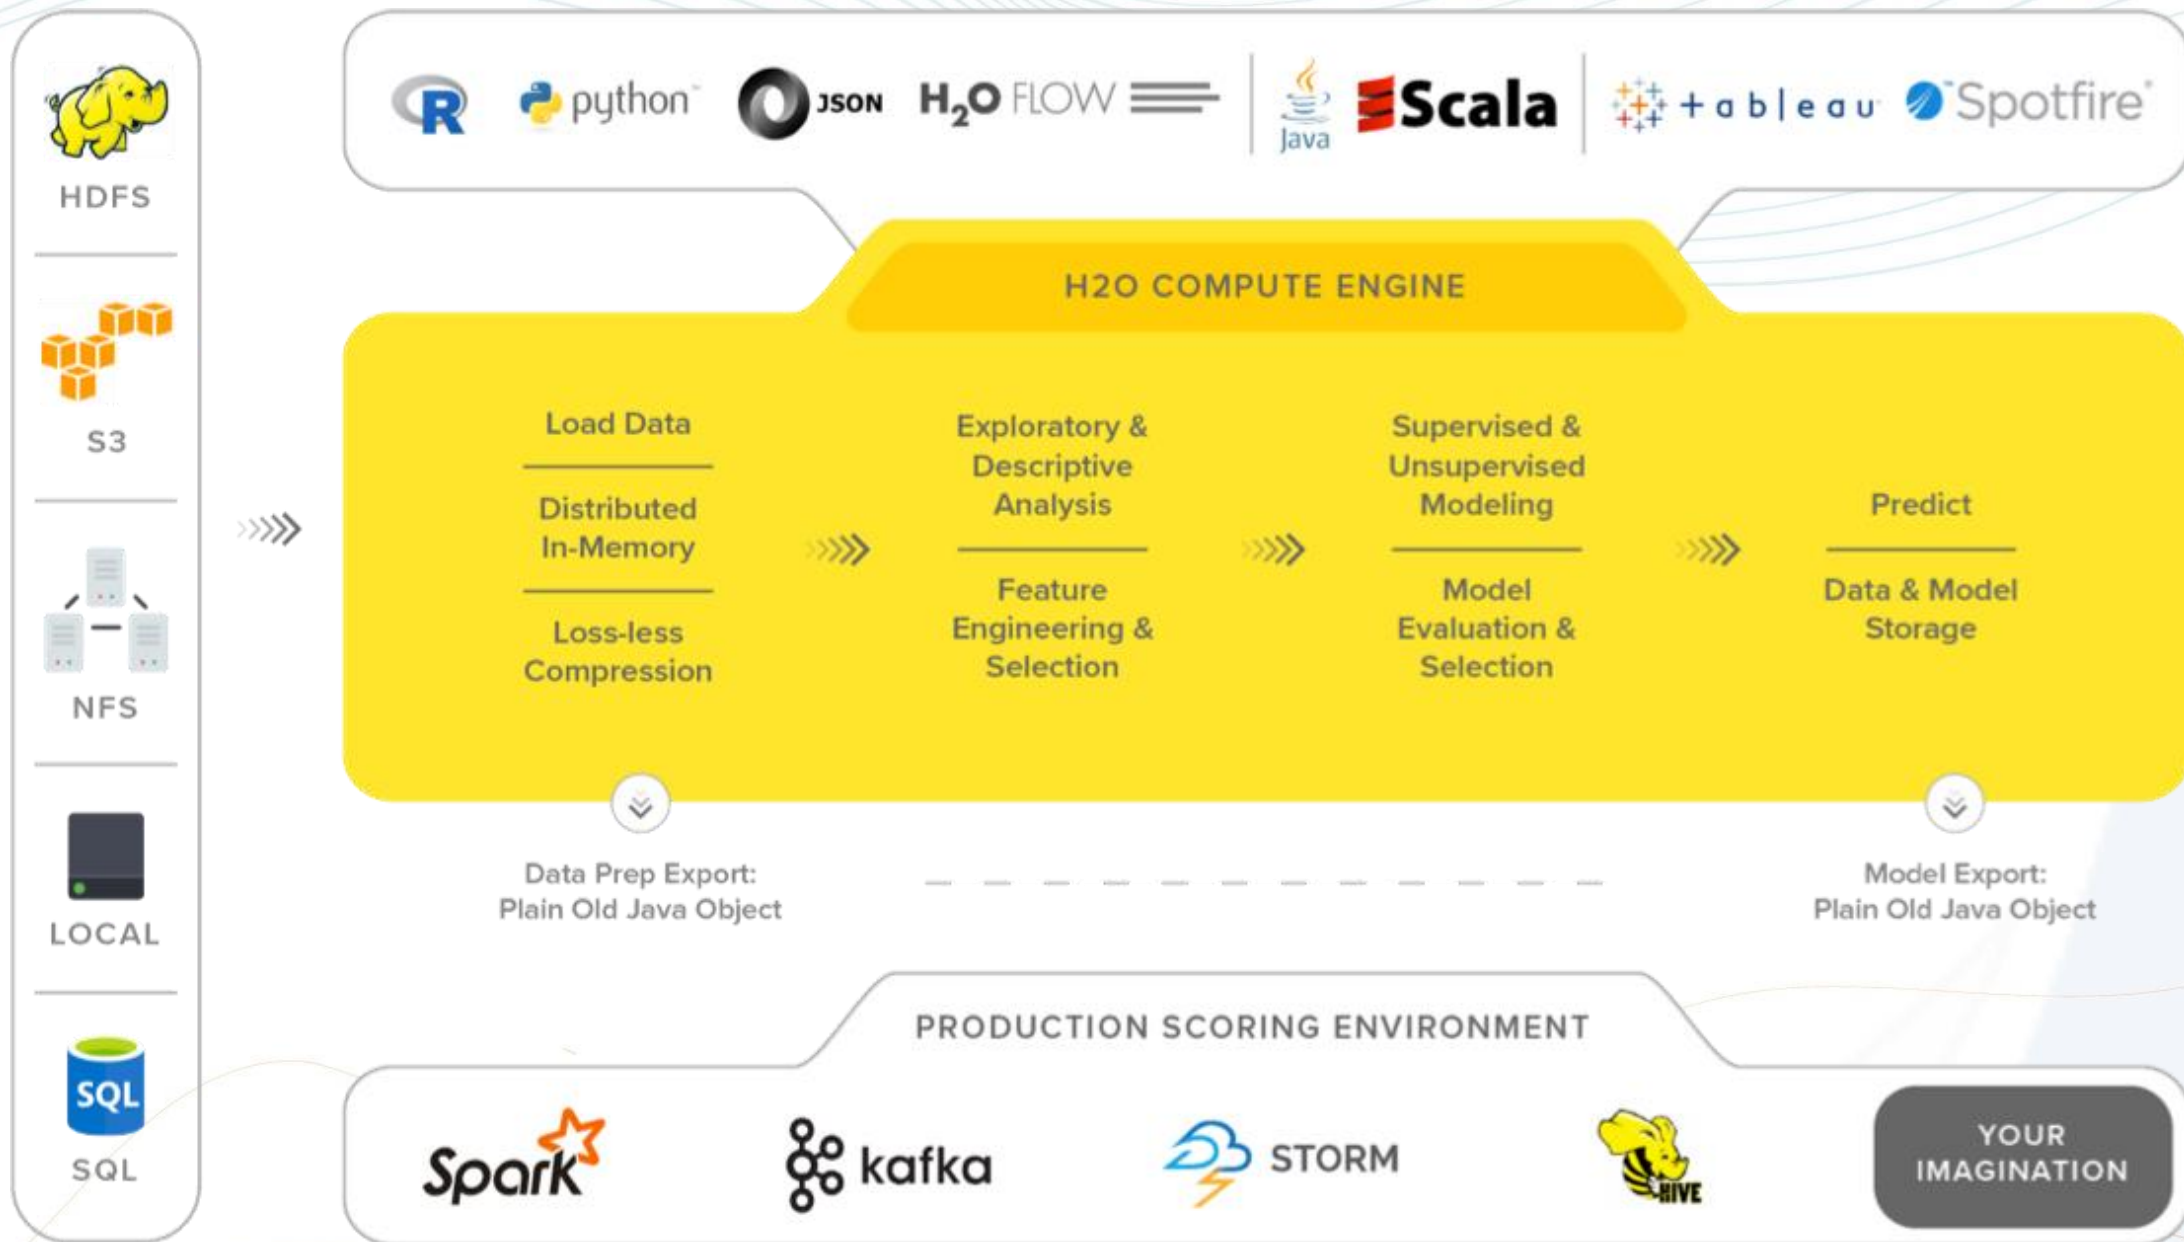 HDFS
S3
NFS
LOCAL
SQL
SQL
R python™ JSON H₂O FLOW Java Scala +ableau Spotfire
H2O COMPUTE ENGINE
Load Data
Distributed
In-Memory
Loss-less
Compression
Exploratory &
Descriptive
Analysis
Feature
Engineering &
Selection
Supervised &
Unsupervised
Modeling
Model
Evaluation &
Selection
Predict
Data & Model
Storage
Data Prep Export:
Plain Old Java Object
Model Export:
Plain Old Java Object
PRODUCTION SCORING ENVIRONMENT
Spark kafka STORM HIVE
YOUR
IMAGINATION